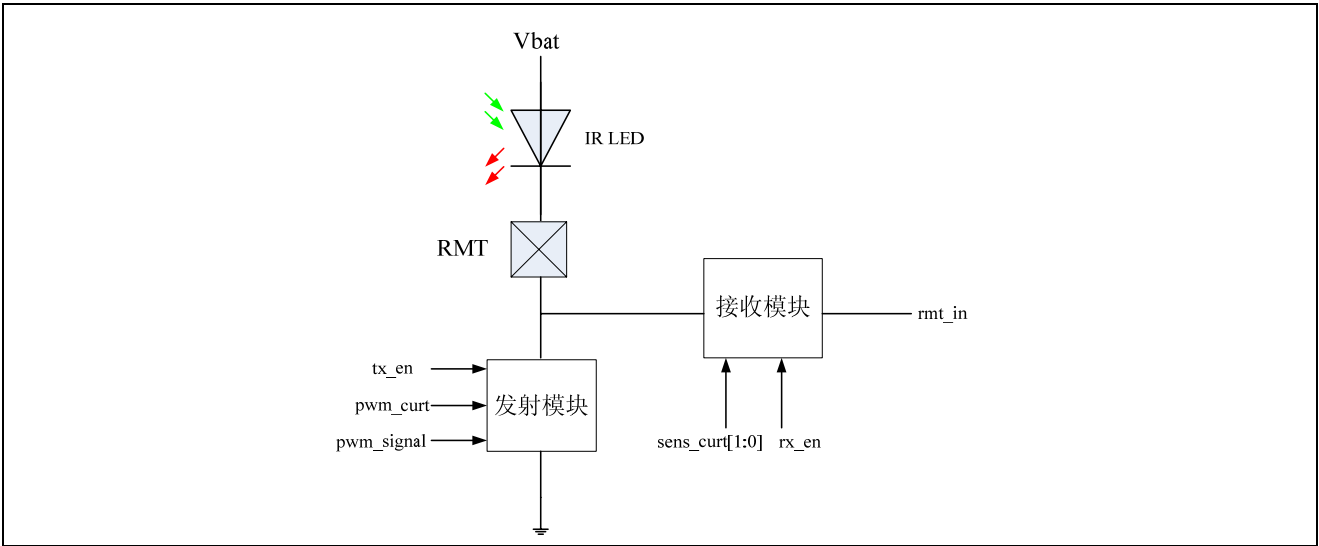 Vbat
IR LED
RMT
接收模块
rmt_in
tx_en
pwm_curt
发射模块
pwm_signal
sens_curt[1:0]
rx_en